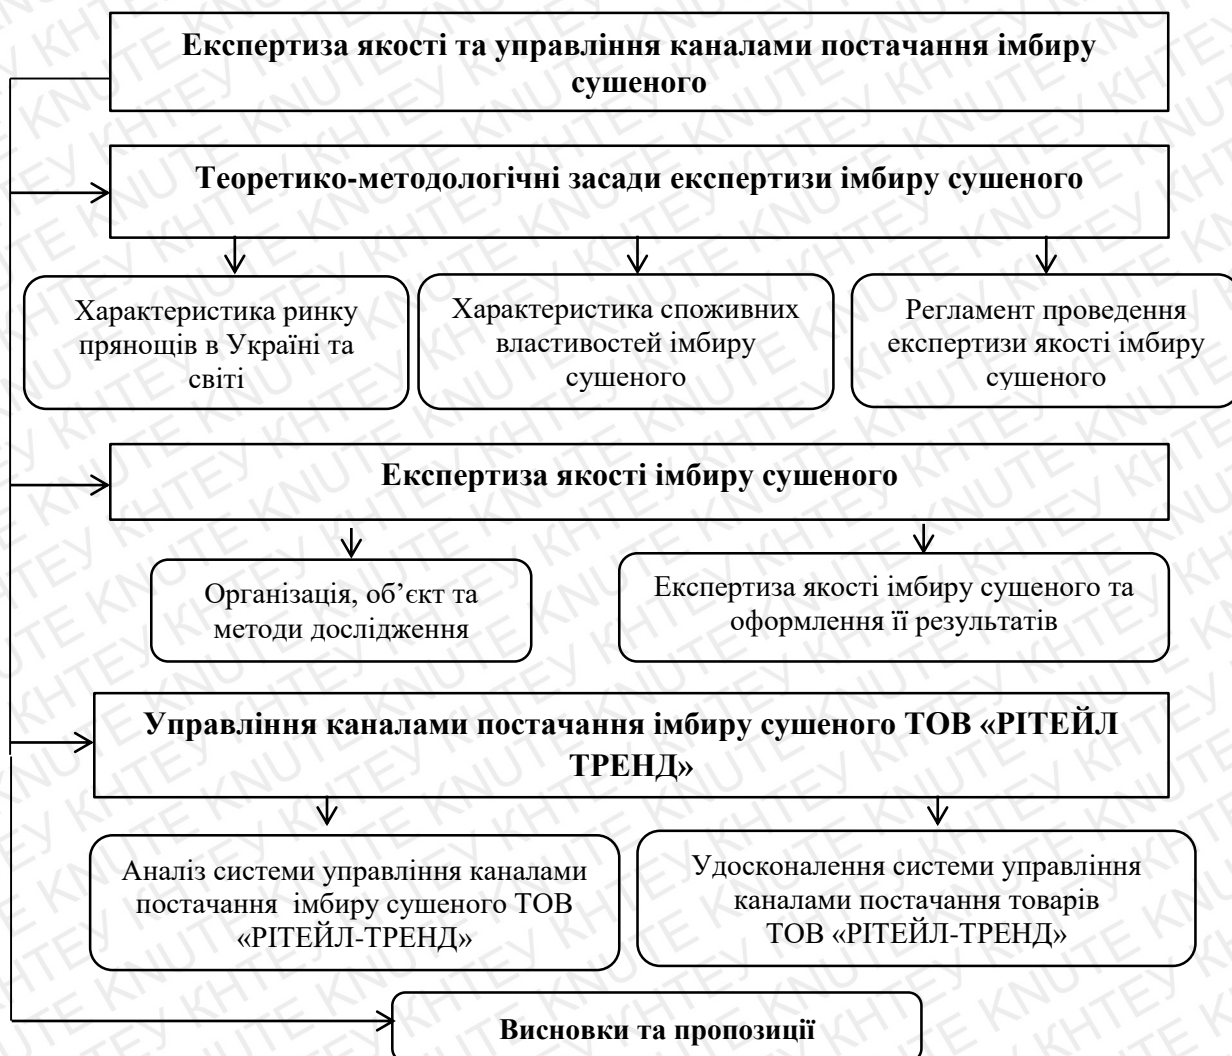 Експертиза якості та управління каналами постачання імбиру
сушеного
Теоретико-методологічні засади експертизи імбиру сушеного
Характеристика ринку
прянощів в Україні та
світі
Характеристика споживних
властивостей імбиру
сушеного
Регламент проведення
експертизи якості імбиру
сушеного
Експертиза якості імбиру сушеного
Організація, об’єкт та
методи дослідження
Експертиза якості імбиру сушеного та
оформлення її результатів
Управління каналами постачання імбиру сушеного ТОВ «РІТЕЙЛ
ТРЕНД»
Аналіз системи управління каналами
постачання імбиру сушеного ТОВ
«РІТЕЙЛ-ТРЕНД»
Удосконалення системи управління
каналами постачання товарів
ТОВ «РІТЕЙЛ-ТРЕНД»
Висновки та пропозиції